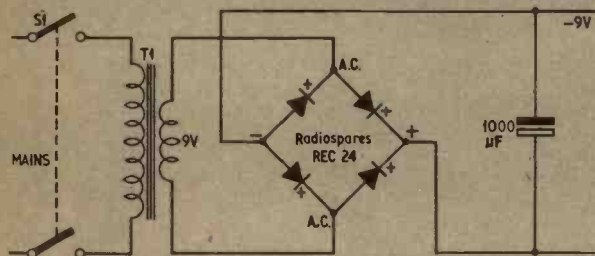 S1
T1
MAINS
9V
A.C.
+
+
−
Radiospares
REC 24
+
+
+
A.C.
1000
µF
−9V